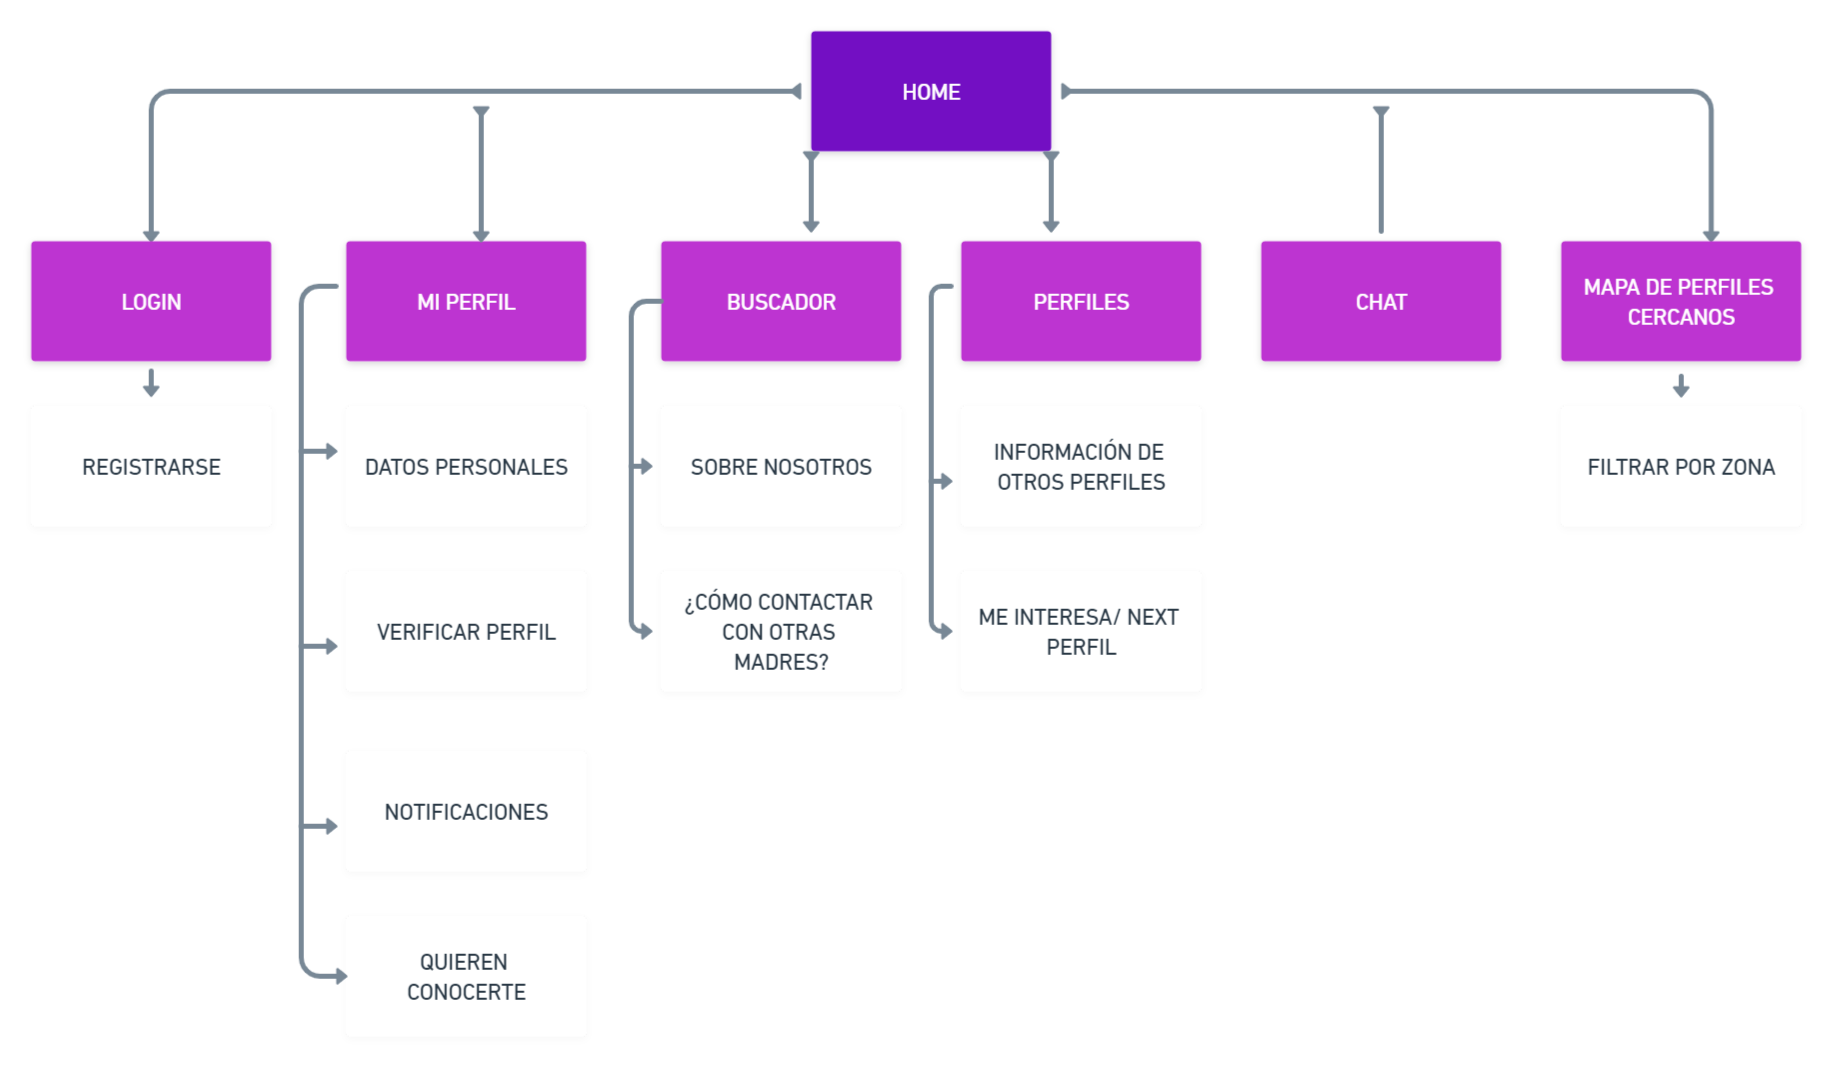 HOME
LOGIN
MI PERFIL
BUSCADOR
PERFILES
CHAT
MAPA DE PERFILES
CERCANOS
REGISTRARSE
DATOS PERSONALES
SOBRE NOSOTROS
INFORMACIÓN DE
OTROS PERFILES
FILTRAR POR ZONA
VERIFICAR PERFIL
¿CÓMO CONTACTAR
CON OTRAS
MADRES?
ME INTERESA/ NEXT
PERFIL
NOTIFICACIONES
QUIEREN
CONOCERTE